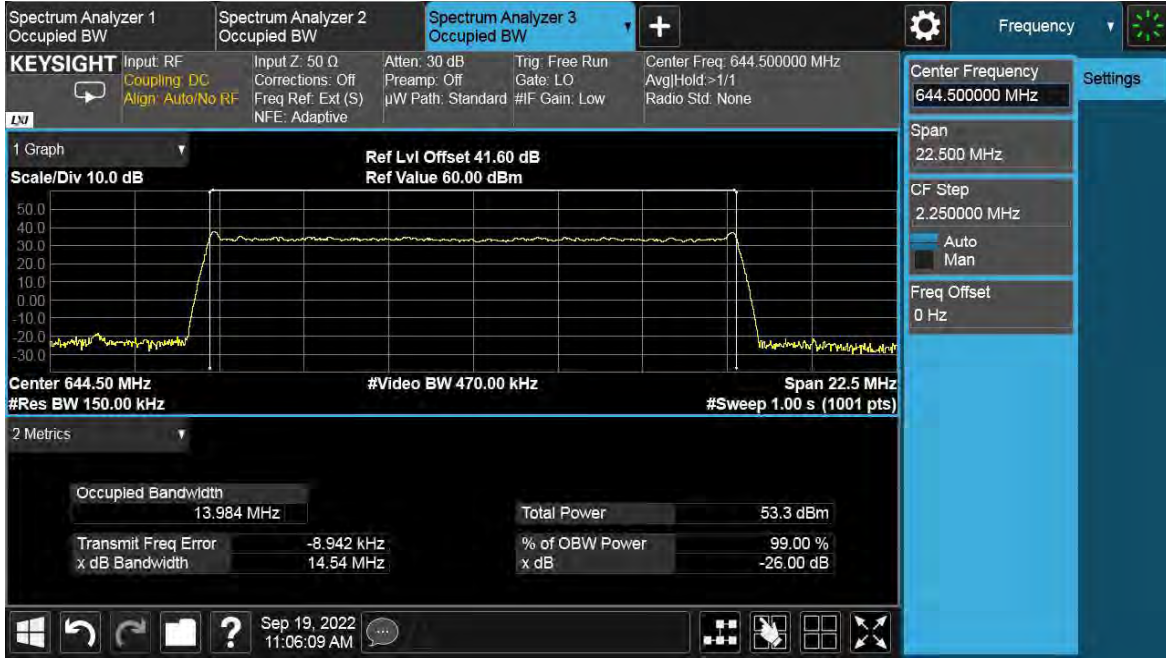 Spectrum Analyzer 1
Occupied BW
Spectrum Analyzer 2
Occupied BW
Spectrum Analyzer 3
Occupied BW
Frequency
KEYSIGHT
Input: RF
Coupling: DC
Align: Auto/No RF
Input Z: 50 Ω
Corrections: Off
Freq Ref: Ext (S)
NFE: Adaptive
Atten: 30 dB
Preamp: Off
µW Path: Standard
Trig: Free Run
Gate: LO
#IF Gain: Low
Center Freq: 644.500000 MHz
Avg|Hold:>1/1
Radio Std: None
LXI
Center Frequency
644.500000 MHz
Settings
Span
22.500 MHz
CF Step
2.250000 MHz
Auto
Man
Freq Offset
0 Hz
1 Graph
Scale/Div 10.0 dB
Ref Lvl Offset 41.60 dB
Ref Value 60.00 dBm
50.0
40.0
30.0
20.0
10.0
0.00
-10.0
-20.0
-30.0
Center 644.50 MHz
#Video BW 470.00 kHz
Span 22.5 MHz
#Res BW 150.00 kHz
#Sweep 1.00 s (1001 pts)
2 Metrics
Occupied Bandwidth
13.984 MHz
Total Power
53.3 dBm
Transmit Freq Error
-8.942 kHz
% of OBW Power
99.00 %
x dB Bandwidth
14.54 MHz
x dB
-26.00 dB
Sep 19, 2022
11:06:09 AM